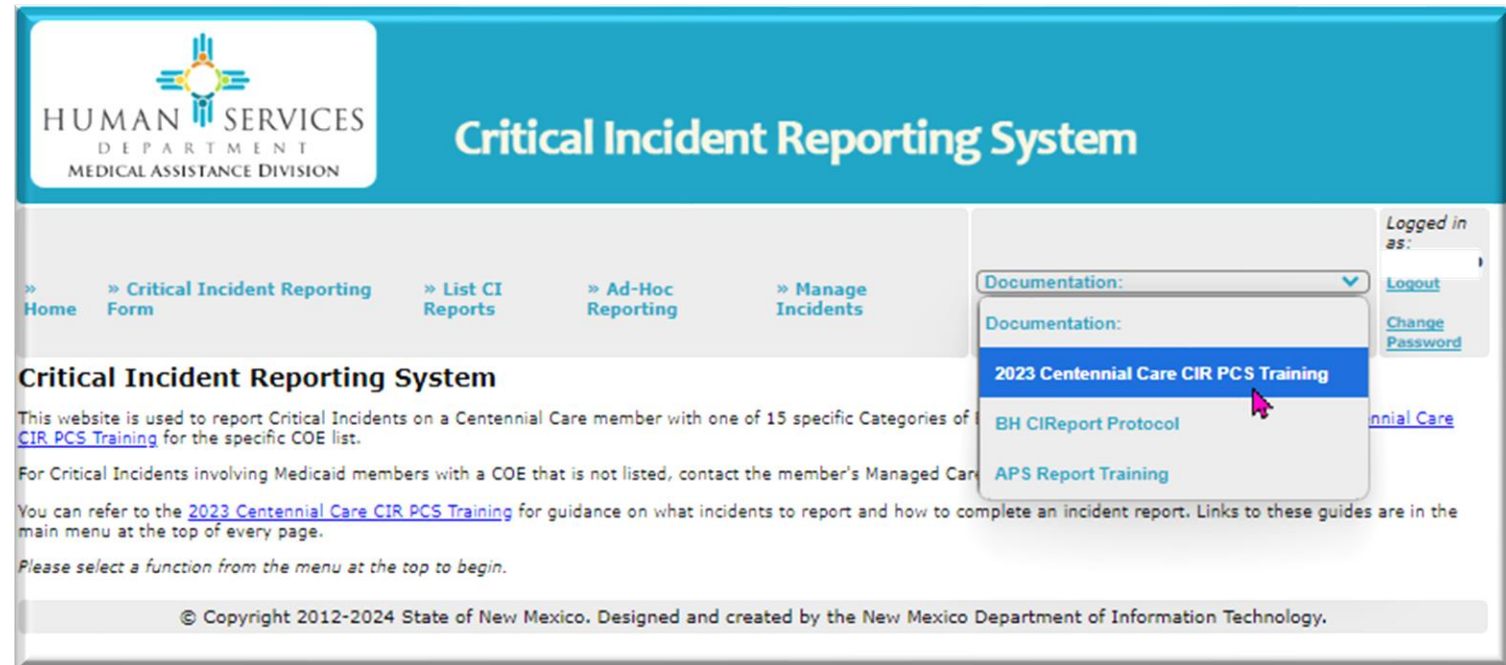 HUMAN SERVICES
DEPARTMENT
MEDICAL ASSISTANCE DIVISION
Critical Incident Reporting System
» Home
» Critical Incident Reporting Form
» List CI Reports
» Ad-Hoc Reporting
» Manage Incidents
Documentation:
Documentation:
2023 Centennial Care CIR PCS Training
BH CIReport Protocol
APS Report Training
Logged in as:
Logout
Change Password
Critical Incident Reporting System
This website is used to report Critical Incidents on a Centennial Care member with one of 15 specific Categories of
CIR PCS Training for the specific COE list.
For Critical Incidents involving Medicaid members with a COE that is not listed, contact the member's Managed
You can refer to the 2023 Centennial Care CIR PCS Training for guidance on what incidents to report and how to complete an incident report. Links to these guides are in the
main menu at the top of every page.
Please select a function from the menu at the top to begin.
© Copyright 2012-2024 State of New Mexico. Designed and created by the New Mexico Department of Information Technology.